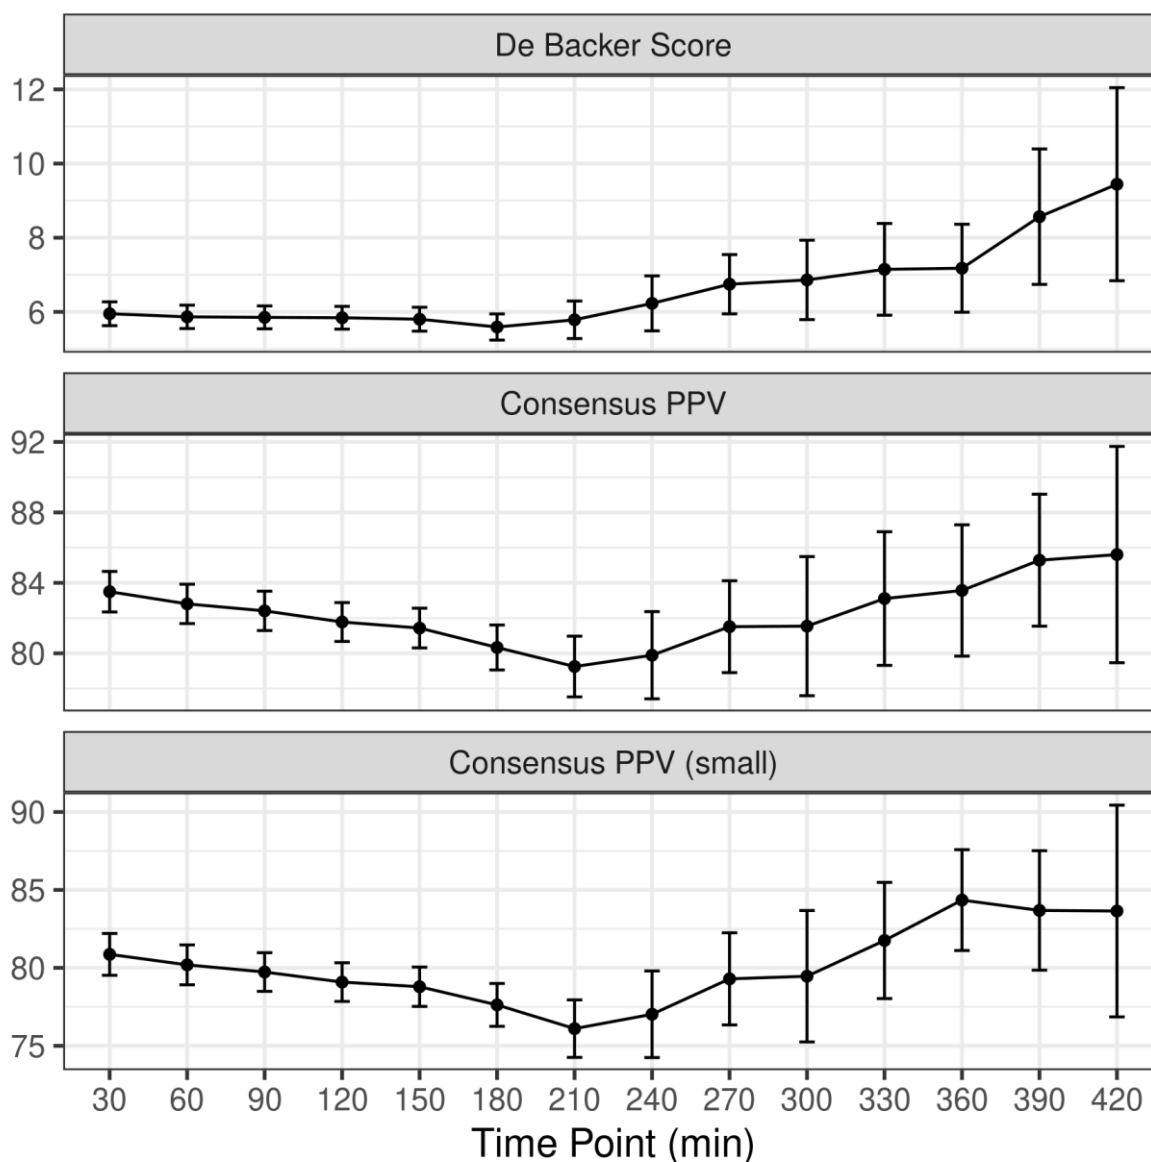 De Backer Score
12
10
8
6
Consensus PPV
92
88
84
80
Consensus PPV (small)
90
85
80
75
30 60 90 120 150 180 210 240 270 300 330 360 390 420
Time Point (min)